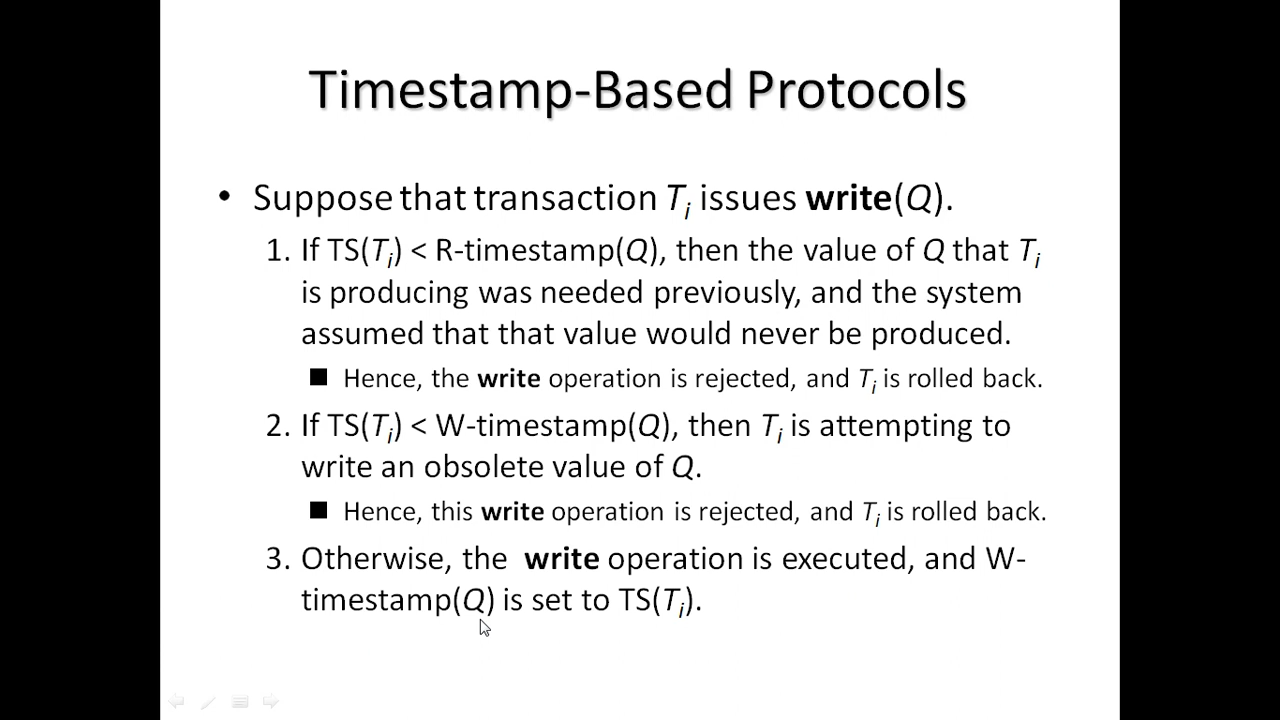 Timestamp-Based Protocols
• Suppose that transaction Ti issues write(Q).
1. If TS(Ti) < R-timestamp(Q), then the value of Q that Ti
is producing was needed previously, and the system
assumed that that value would never be produced.
■ Hence, the write operation is rejected, and Ti is rolled back.
2. If TS(Ti) < W-timestamp(Q), then Ti is attempting to
write an obsolete value of Q.
■ Hence, this write operation is rejected, and Ti is rolled back.
3. Otherwise, the write operation is executed, and W-
timestamp(Q) is set to TS(Ti).